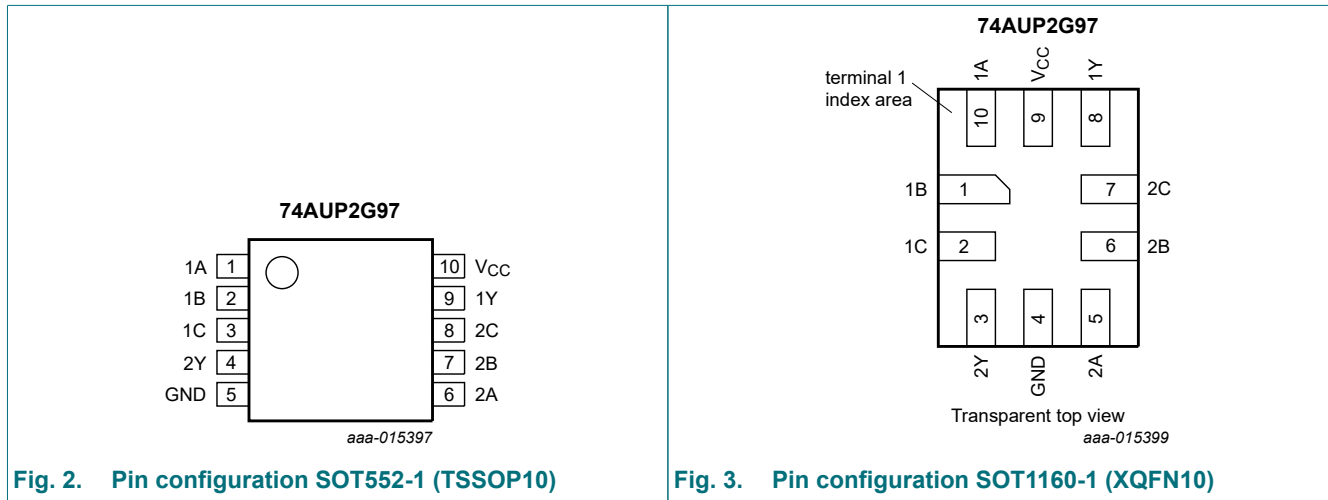 74AUP2G97
1A 1 10 VCC
1B 2 9 1Y
1C 3 8 2C
2Y 4 7 2B
GND 5 6 2A
aaa-015397
Fig. 2. Pin configuration SOT552-1 (TSSOP10)
74AUP2G97
terminal 1
index area
1A VCC 1Y
10 9 8
1B 1 7 2C
1C 2 6 2B
3 4 5
2Y GND 2A
Transparent top view
aaa-015399
Fig. 3. Pin configuration SOT1160-1 (XQFN10)